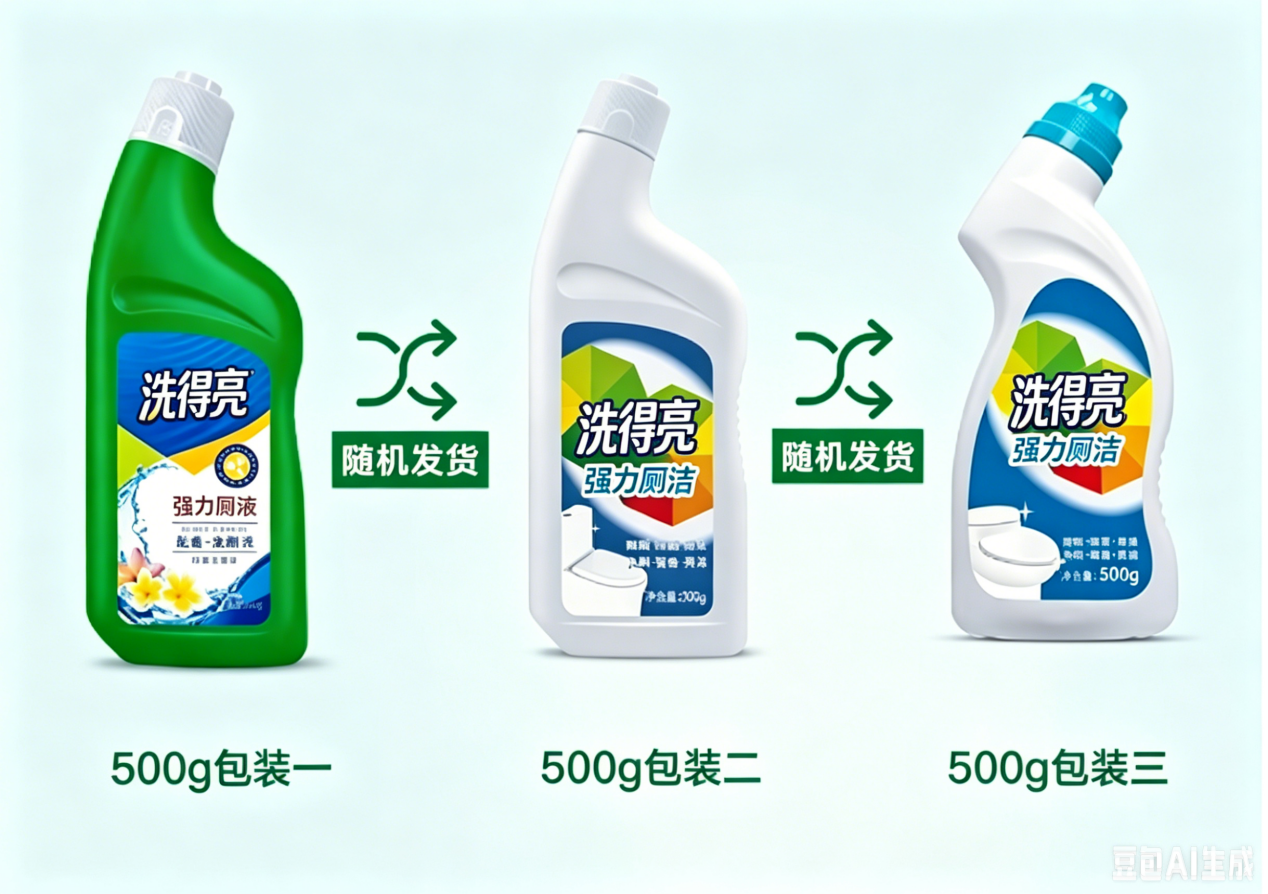 洗得亮
强力厕液
随机发货
洗得亮
强力厕洁
随机发货
洗得亮
强力厕洁
净含量:500g
500g包装一
500g包装二
500g包装三
豆包AI生成